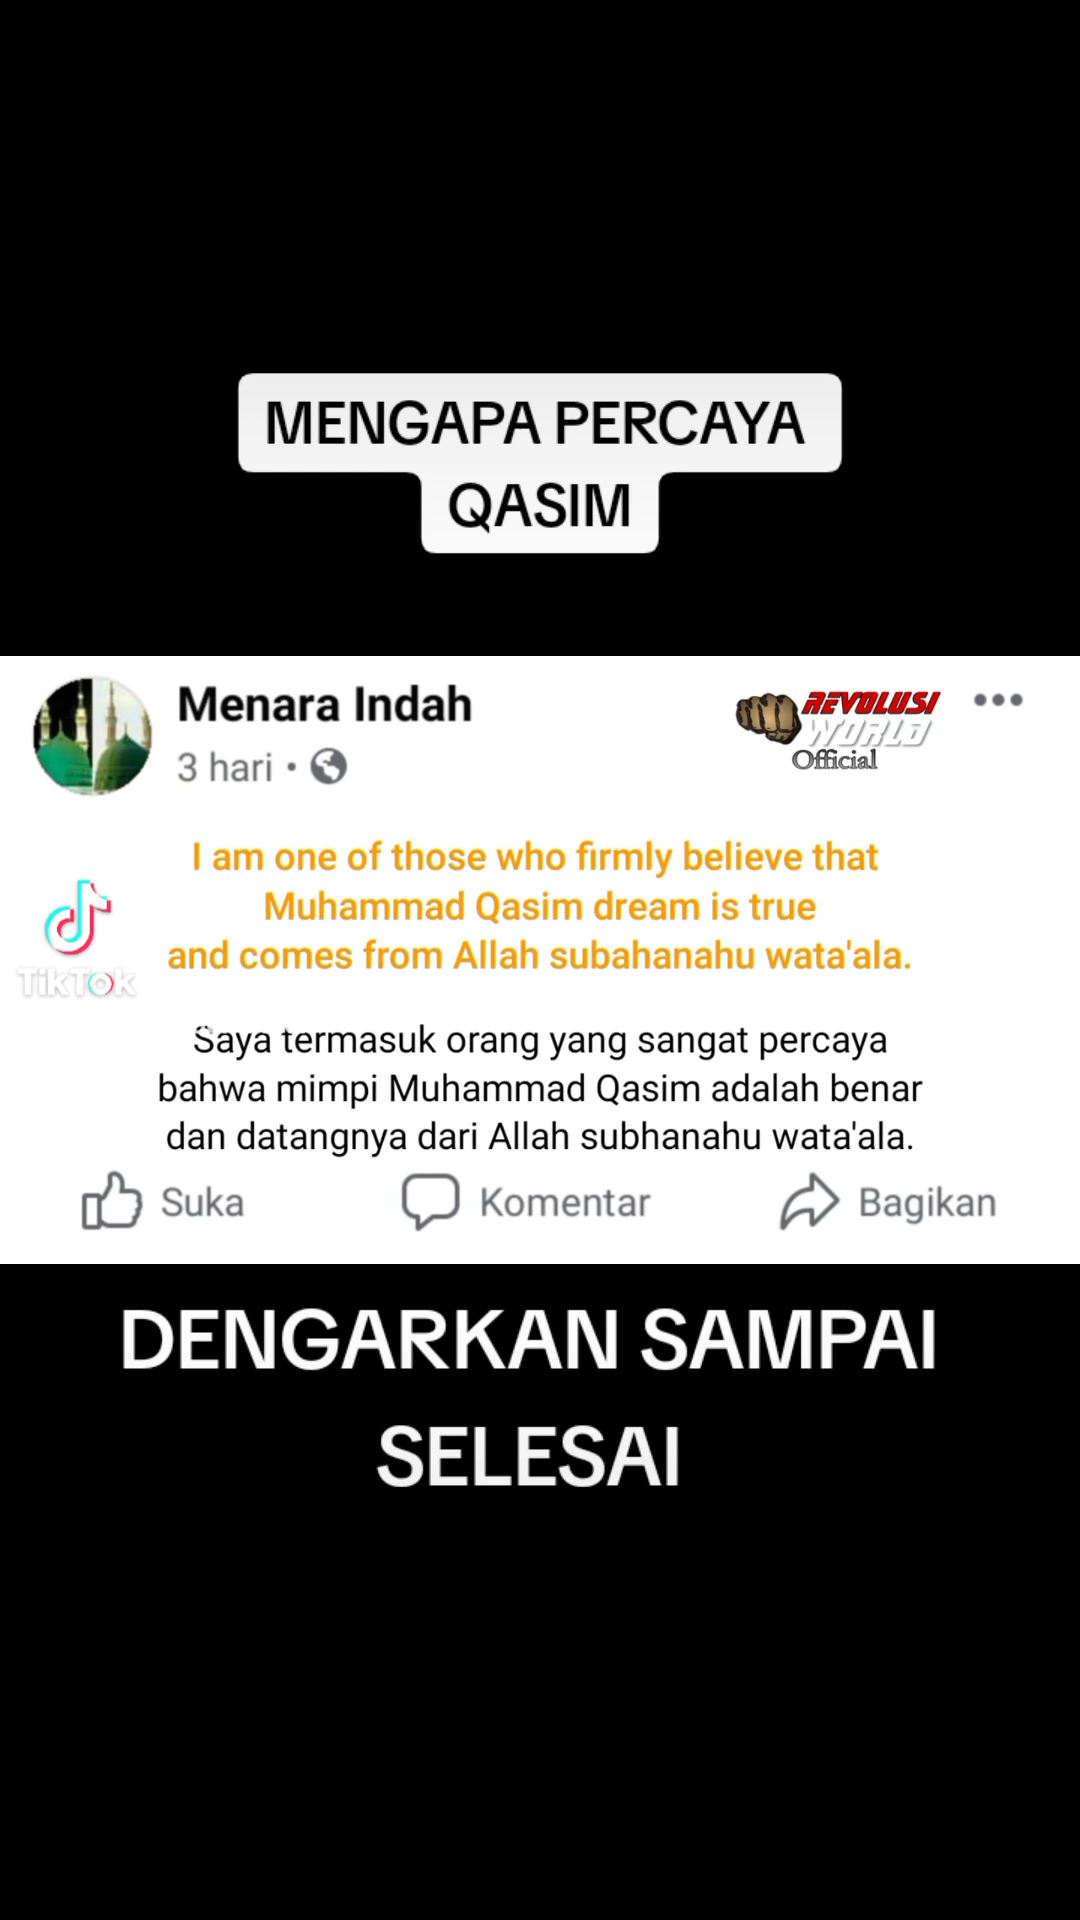 MENGAPA PERCAYA
QASIM
Menara Indah
REVOLUSI
WORLD
Official
3 hari •
I am one of those who firmly believe that
Muhammad Qasim dream is true
and comes from Allah subahanahu wata'ala.
TikTok
Saya termasuk orang yang sangat percaya
bahwa mimpi Muhammad Qasim adalah benar
dan datangnya dari Allah subhanahu wata'ala.
Suka
Komentar
Bagikan
DENGARKAN SAMPAI
SELESAI